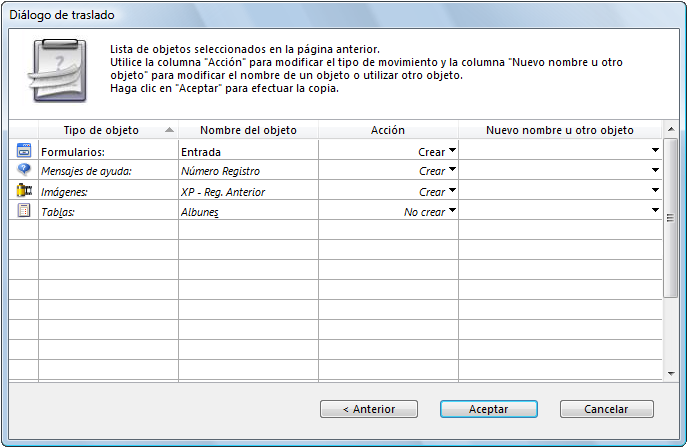 Diálogo de traslado
Lista de objetos seleccionados en la página anterior.
Utilice la columna "Acción" para modificar el tipo de movimiento y la columna "Nuevo nombre u otro
objeto" para modificar el nombre de un objeto o utilizar otro objeto.
Haga clic en "Aceptar" para efectuar la copia.
Tipo de objeto Nombre del objeto Acción Nuevo nombre u otro objeto
Formularios: Entrada Crear
Mensajes de ayuda: Número Registro Crear
Imágenes: XP - Reg. Anterior Crear
Tablas: Albunes No crear
< Anterior Aceptar Cancelar